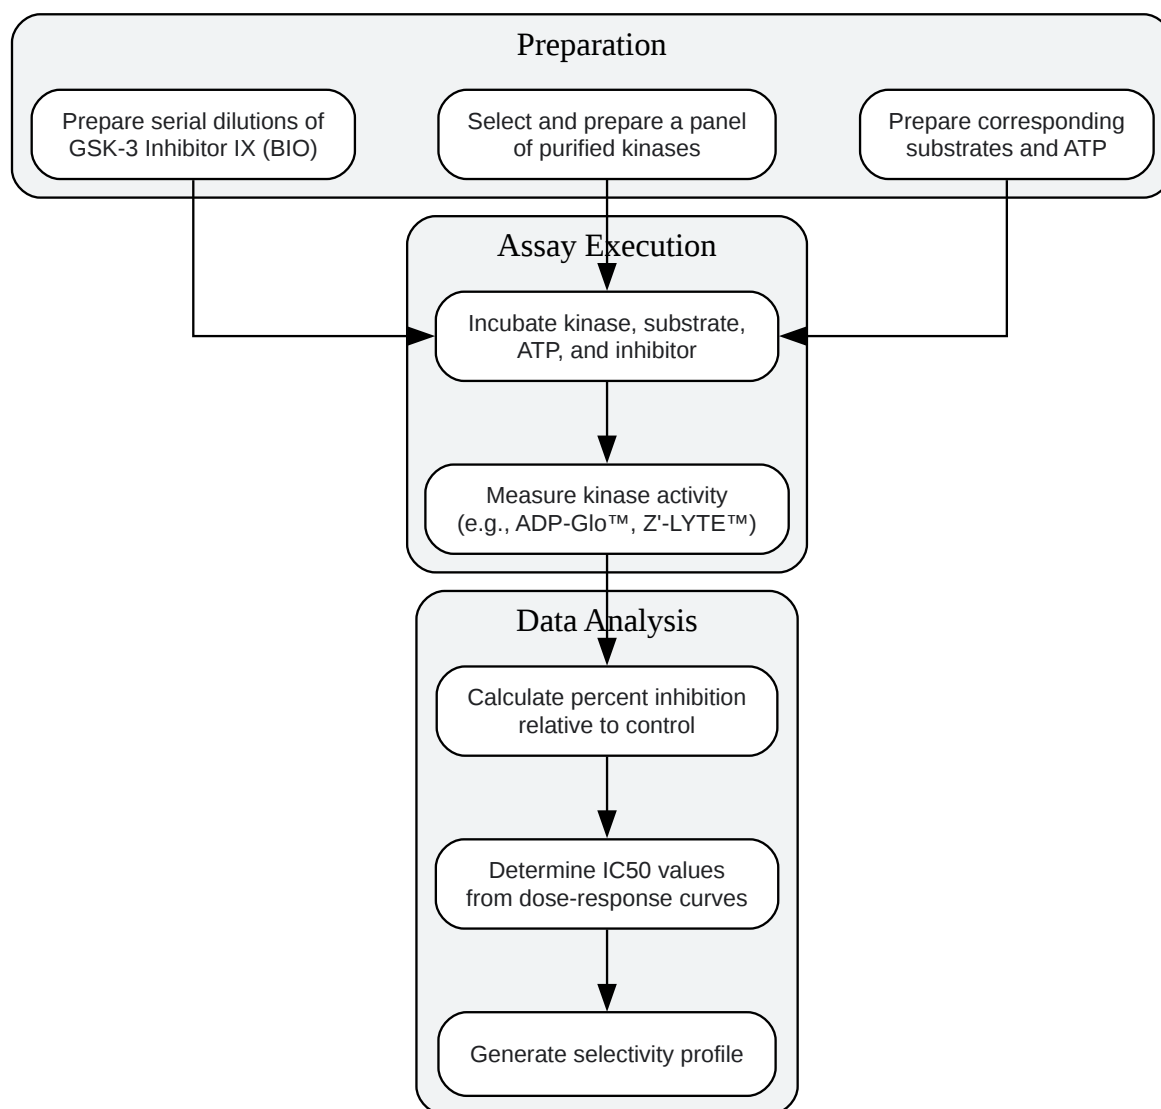 Preparation
Prepare serial dilutions of
GSK-3 Inhibitor IX (BIO)
Select and prepare a panel
of purified kinases
Prepare corresponding
substrates and ATP
Assay Execution
Incubate kinase, substrate,
ATP, and inhibitor
Measure kinase activity
(e.g., ADP-Glo™, Z'-LYTE™)
Data Analysis
Calculate percent inhibition
relative to control
Determine IC50 values
from dose-response curves
Generate selectivity profile